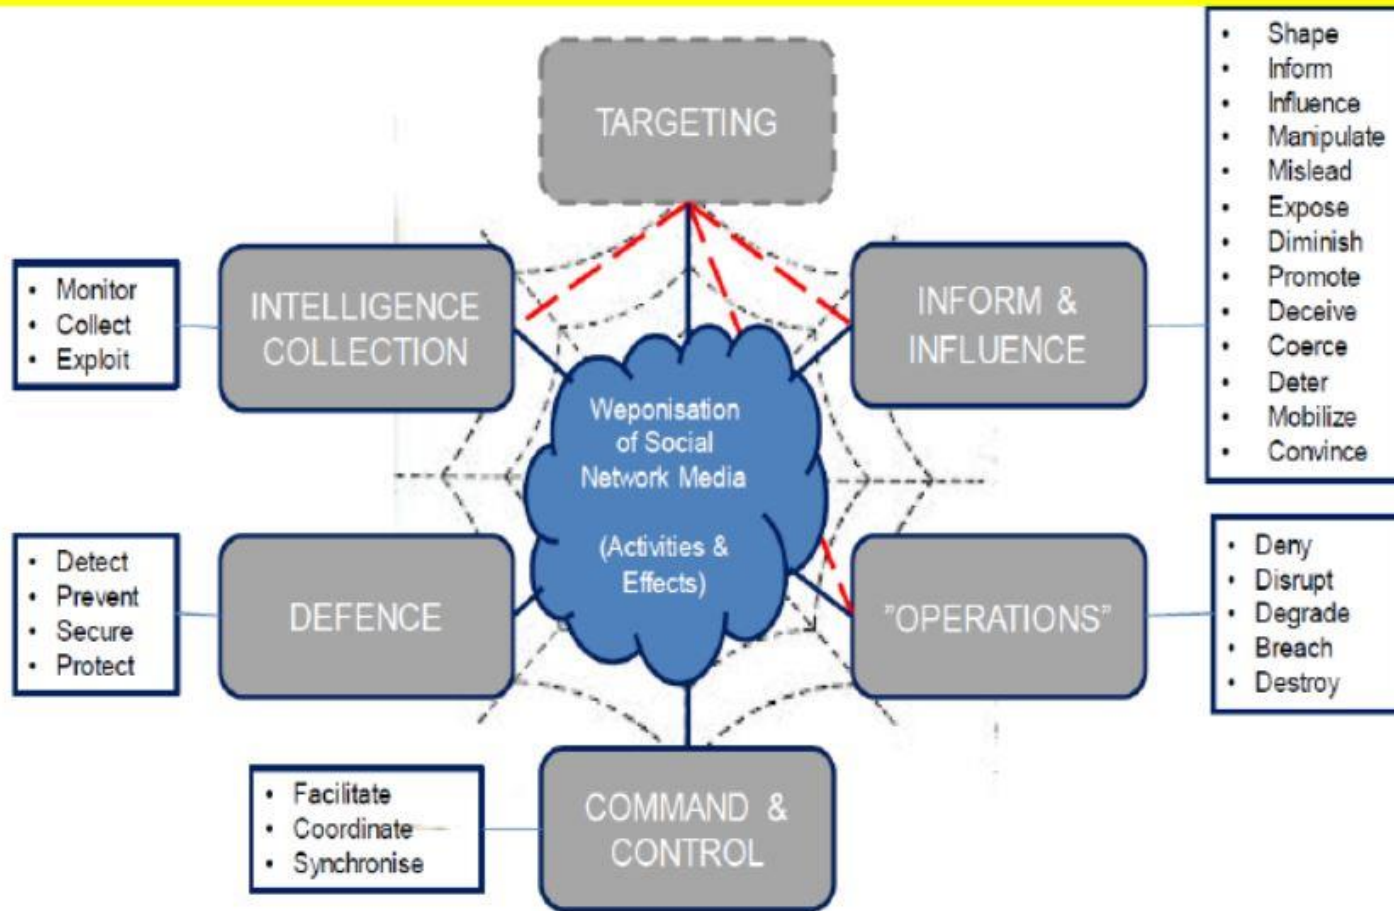 TARGETING
INTELLIGENCE
COLLECTION
• Monitor
• Collect
• Exploit
INFORM &
INFLUENCE
• Shape
• Inform
• Influence
• Manipulate
• Mislead
• Expose
• Diminish
• Promote
• Deceive
• Coerce
• Deter
• Mobilize
• Convince
Weponisation
of Social
Network Media
(Activities &
Effects)
DEFENCE
• Detect
• Prevent
• Secure
• Protect
"OPERATIONS"
• Deny
• Disrupt
• Degrade
• Breach
• Destroy
COMMAND &
CONTROL
• Facilitate
• Coordinate
• Synchronise